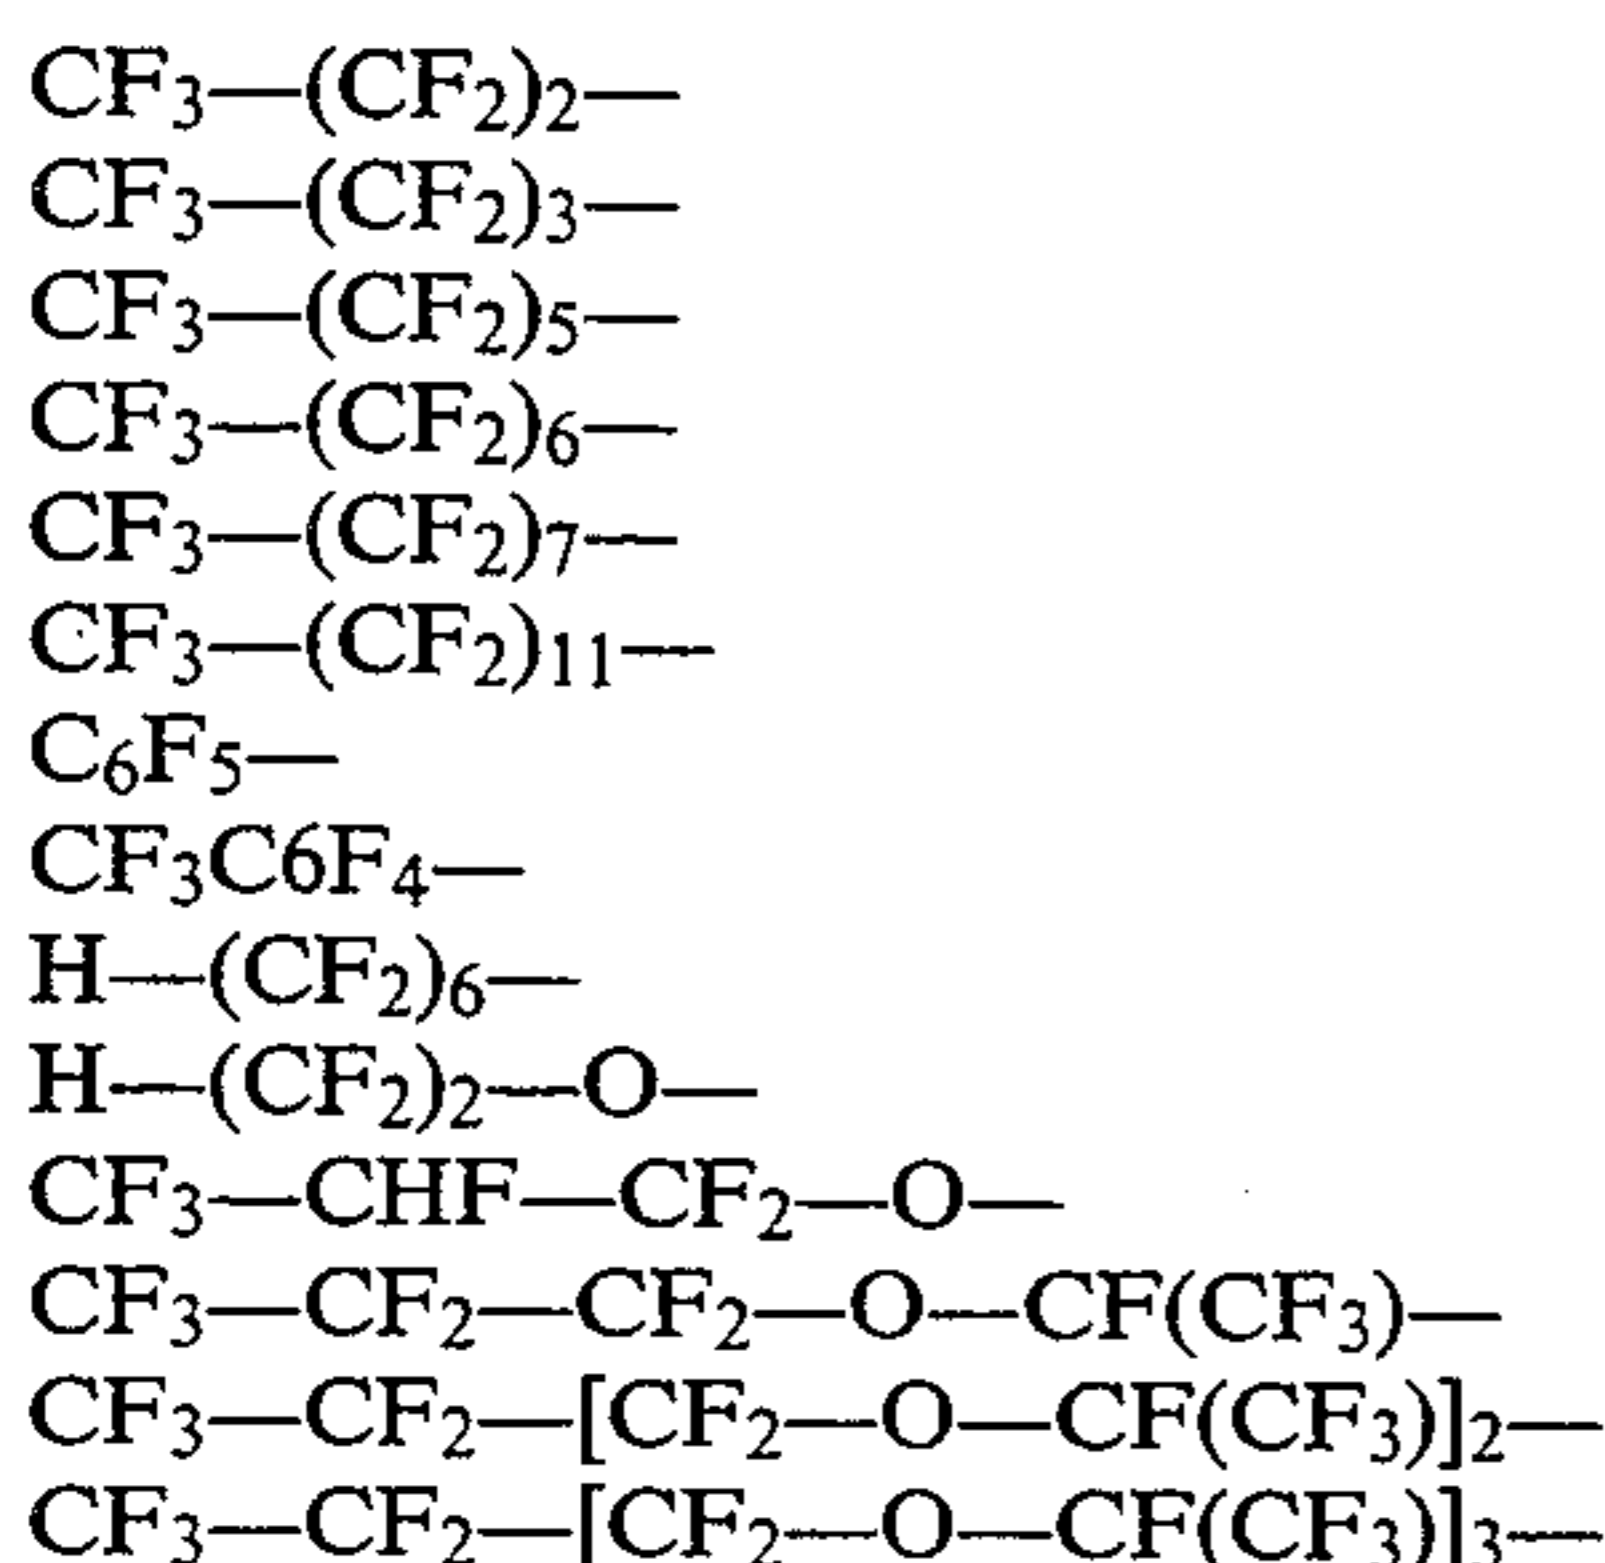 CF₃—(CF₂)₂—
CF₃—(CF₂)₃—
CF₃—(CF₂)₅—
CF₃—(CF₂)₆—
CF₃—(CF₂)₇—
CF₃—(CF₂)₁₁—
C₆F₅—
CF₃C6F₄—
H—(CF₂)₆—
H—(CF₂)₂—O—
CF₃—CHF—CF₂—O—
CF₃—CF₂—CF₂—O—CF(CF₃)—
CF₃—CF₂—[CF₂—O—CF(CF₃)]₂—
CF₃—CF₂—[CF₂—O—CF(CF₃)]₃—